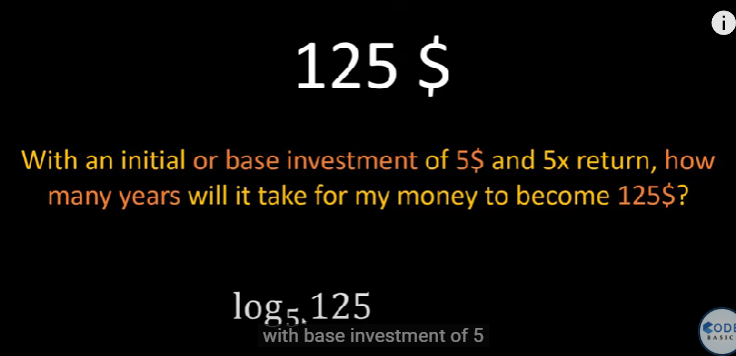 i
125 $
With an initial or base investment of 5$ and 5x return, how
many years will it take for my money to become 125$?
log₅ 125
with base investment of 5
CODE
BASIC